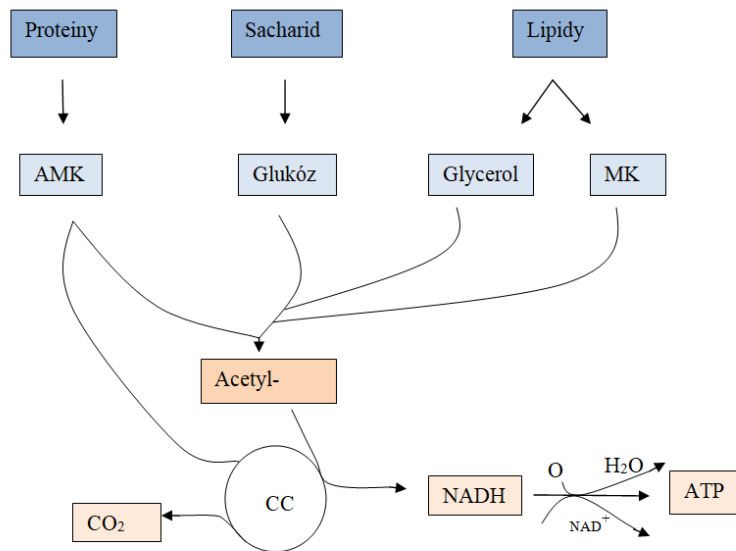 Proteiny
Sacharid
Lipidy
AMK
Glukóz
Glycerol
MK
Acetyl-
CC
CO₂
NADH
O
H₂O
NAD⁺
ATP